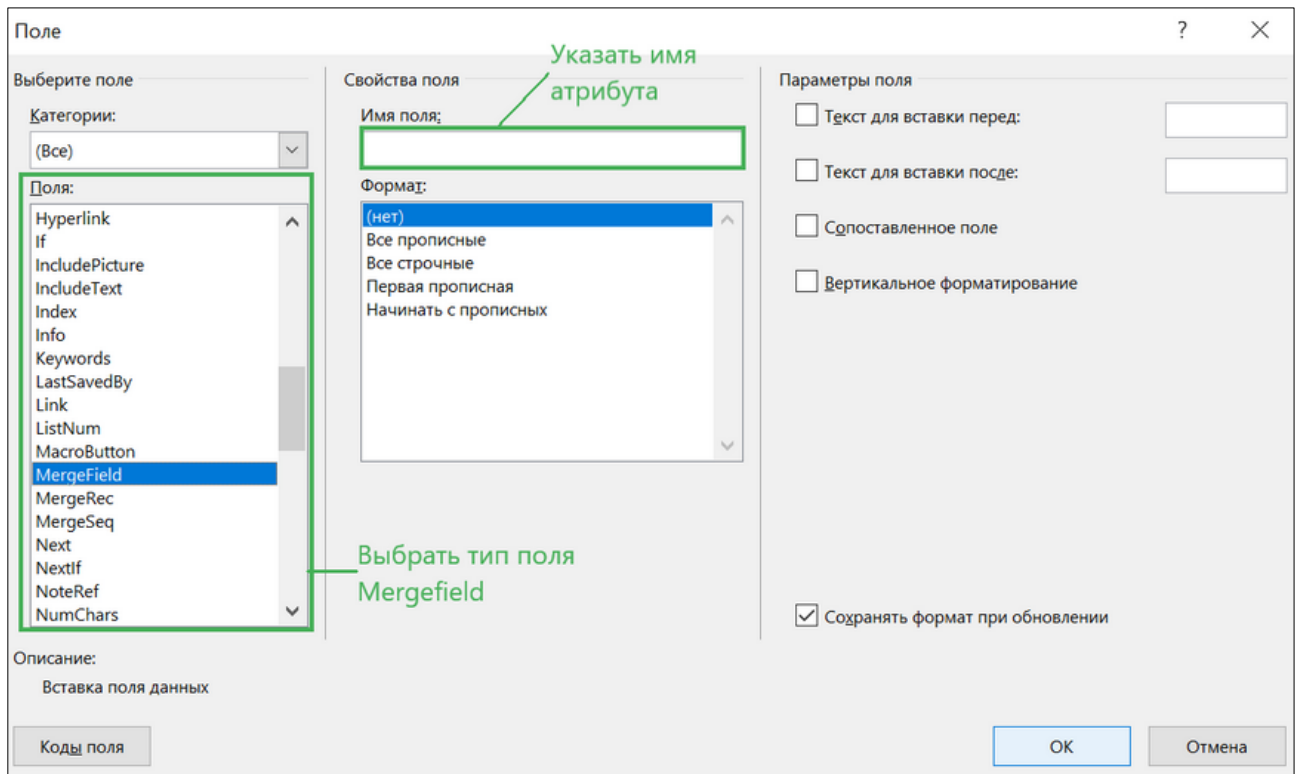 Поле
?
Указать имя
атрибута
Выберите поле
Категории:
(Все)
Поля:
Hyperlink
If
IncludePicture
IncludeText
Index
Info
Keywords
LastSavedBy
Link
ListNum
MacroButton
MergeField
MergeRec
MergeSeq
Next
NextIf
NoteRef
NumChars
Свойства поля
Имя поля:
Формат:
(нет)
Все прописные
Все строчные
Первая прописная
Начинать с прописных
Выбрать тип поля
Mergefield
Параметры поля
Текст для вставки перед:
Текст для вставки после:
Сопоставленное поле
Вертикальное форматирование
Сохранять формат при обновлении
Описание:
Вставка поля данных
Коды поля
ОК
Отмена